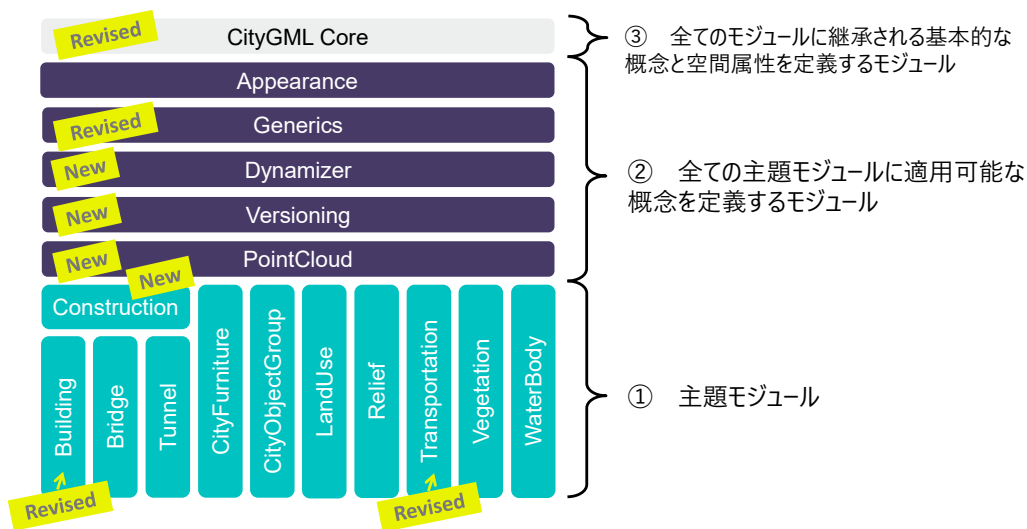 Revised
CityGML Core
③ 全てのモジュールに継承される基本的な
概念と空間属性を定義するモジュール
Appearance
Revised
Generics
New
Dynamizer
② 全ての主題モジュールに適用可能な
概念を定義するモジュール
New
Versioning
New
PointCloud
New
Construction
Building
Bridge
Tunnel
CityFurniture
CityObjectGroup
LandUse
Relief
Transportation
Vegetation
WaterBody
① 主題モジュール
Revised
Revised